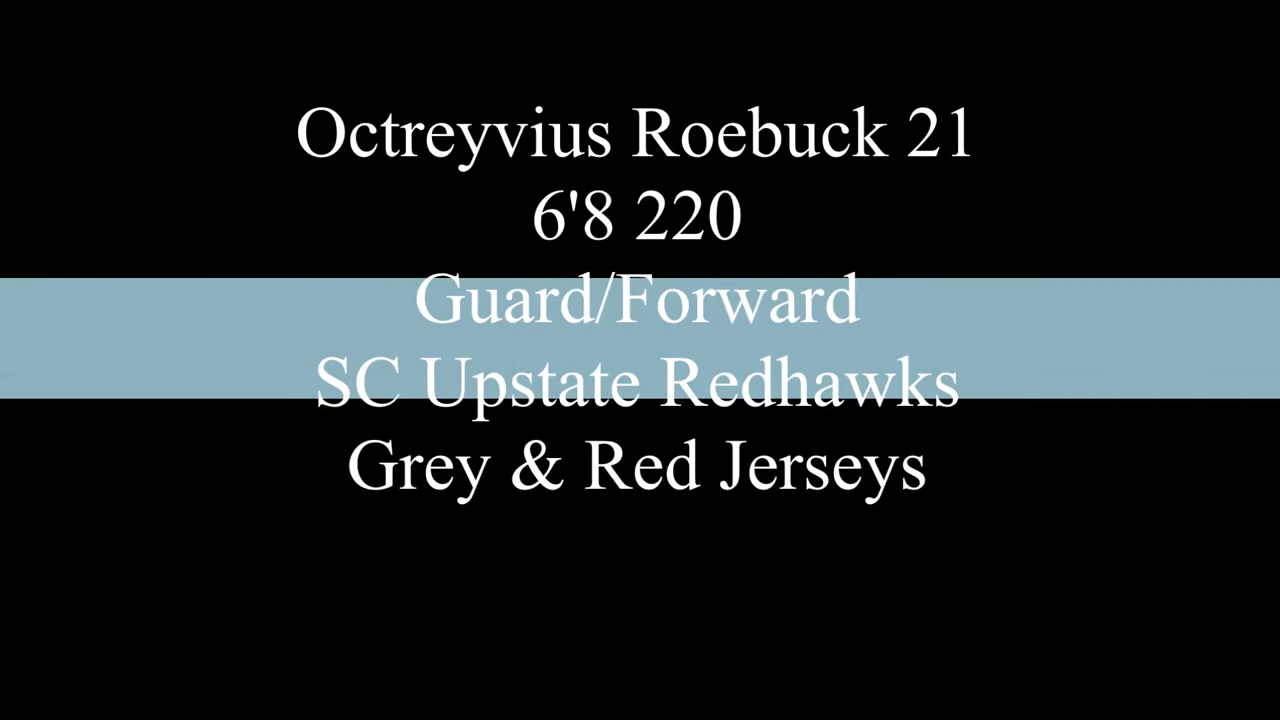 Octreyvius Roebuck 21
6'8 220
Guard/Forward
SC Upstate Redhawks
Grey & Red Jerseys